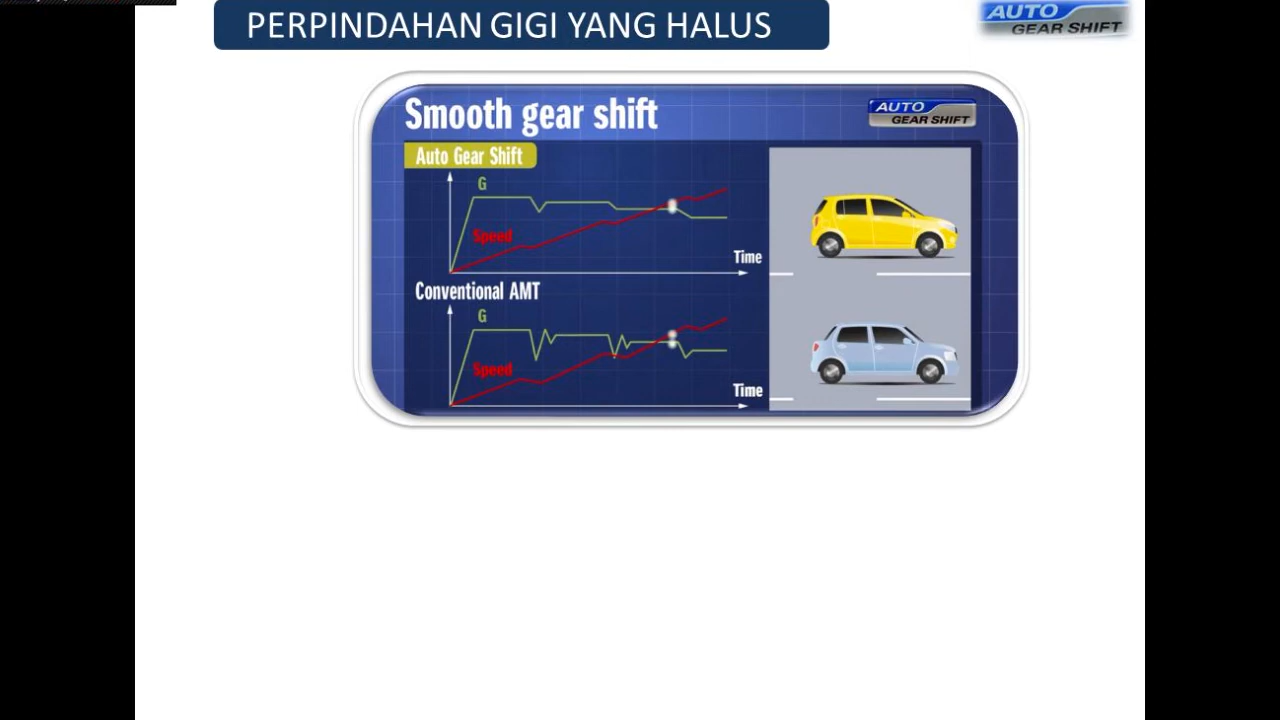 PERPINDAHAN GIGI YANG HALUS
AUTO
GEAR SHIFT
Smooth gear shift
AUTO
GEAR SHIFT
Auto Gear Shift
G
Speed
Time
Conventional AMT
G
Speed
Time